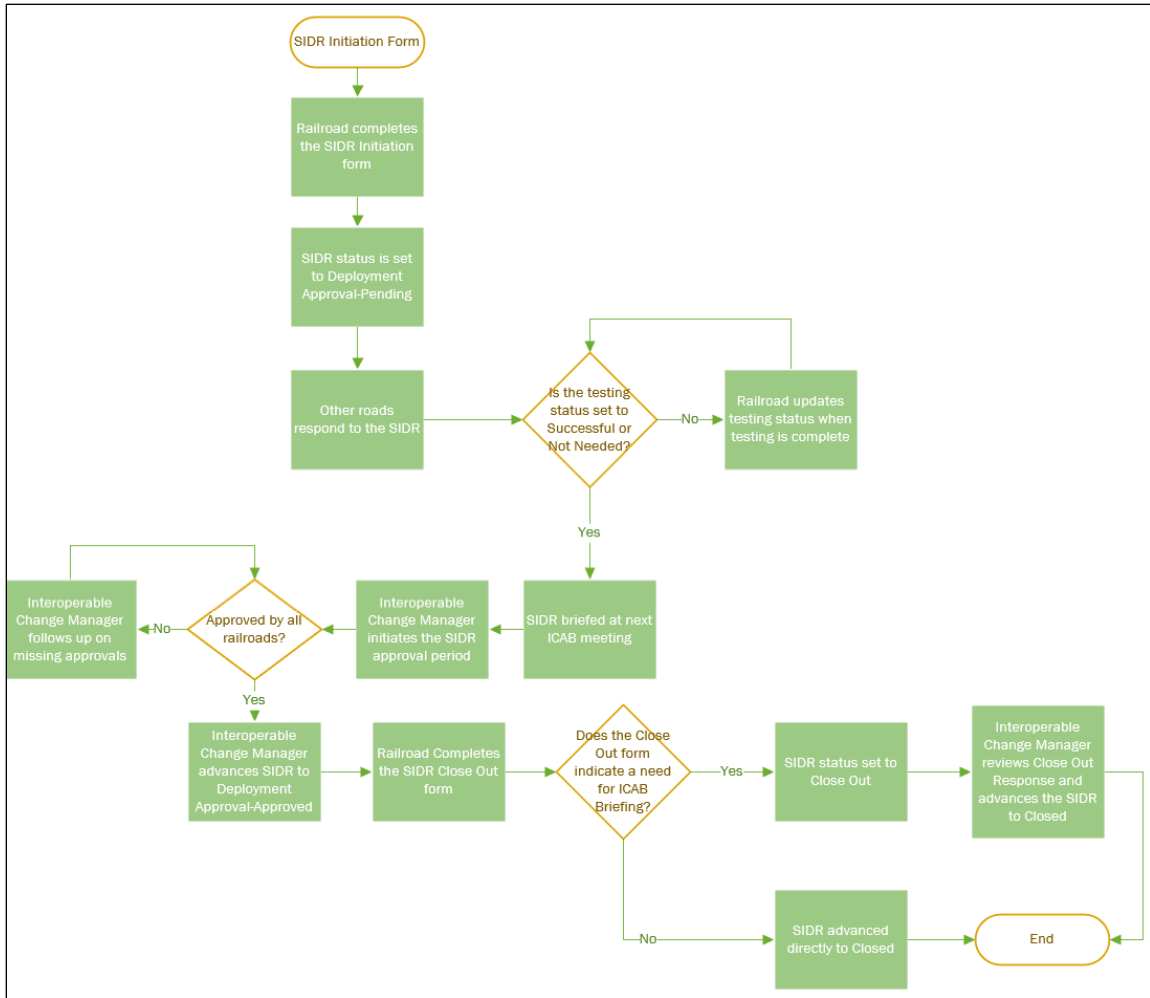 SIDR Initiation Form
Railroad completes
the SIDR Initiation
form
SIDR status is set
to Deployment
Approval-Pending
Other roads
respond to the SIDR
Is the testing
status set to
Successful or
Not Needed?
No
Railroad updates
testing status when
testing is complete
Yes
SIDR briefed at next
ICAB meeting
Interoperable
Change Manager
initiates the SIDR
approval period
Approved by all
railroads?
No
Interoperable
Change Manager
follows up on
missing approvals
Yes
Interoperable
Change Manager
advances SIDR to
Deployment
Approval-Approved
Railroad Completes
the SIDR Close Out
form
Does the Close
Out form
indicate a need
for ICAB
Briefing?
Yes
SIDR status set to
Close Out
Interoperable
Change Manager
reviews Close Out
Response and
advances the SIDR
to Closed
No
SIDR advanced
directly to Closed
End